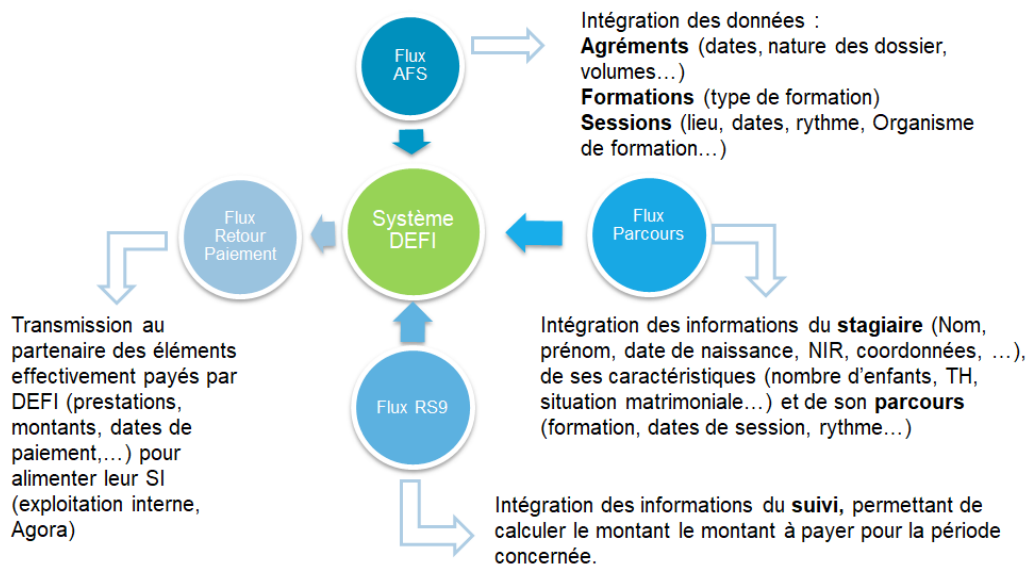 Flux
AFS
Intégration des données :
Agréments (dates, nature des dossier,
volumes…)
Formations (type de formation)
Sessions (lieu, dates, rythme, Organisme
de formation…)
Flux
Retour
Paiement
Système
DEFI
Flux
Parcours
Transmission au
partenaire des éléments
effectivement payés par
DEFI (prestations,
montants, dates de
paiement,…) pour
alimenter leur SI
(exploitation interne,
Agora)
Intégration des informations du stagiaire (Nom,
prénom, date de naissance, NIR, coordonnées, …),
de ses caractéristiques (nombre d’enfants, TH,
situation matrimoniale…) et de son parcours
(formation, dates de session, rythme…)
Flux RS9
Intégration des informations du suivi, permettant de
calculer le montant le montant à payer pour la période
concernée.